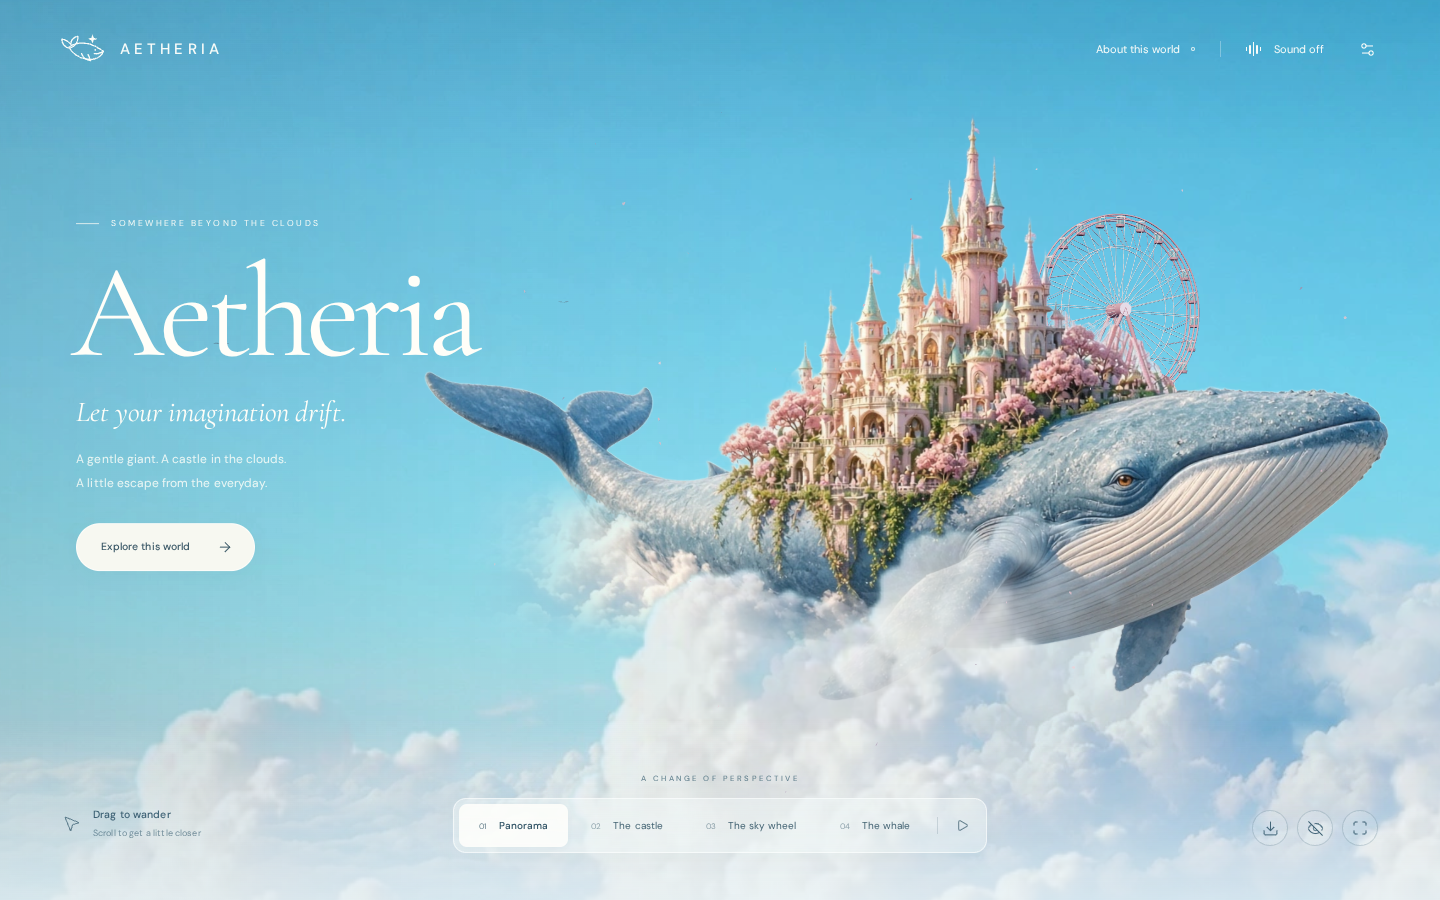 AETHERIA
About this world
Sound off
SOMEWHERE BEYOND THE CLOUDS
Aetheria
Let your imagination drift.
A gentle giant. A castle in the clouds.
A little escape from the everyday.
Explore this world
A CHANGE OF PERSPECTIVE
Drag to wander
Scroll to get a little closer
01 Panorama
02 The castle
03 The sky wheel
04 The whale